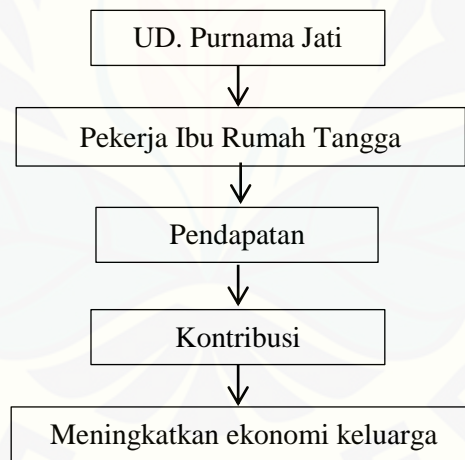 UD. Purnama Jati
Pekerja Ibu Rumah Tangga
Pendapatan
Kontribusi
Meningkatkan ekonomi keluarga